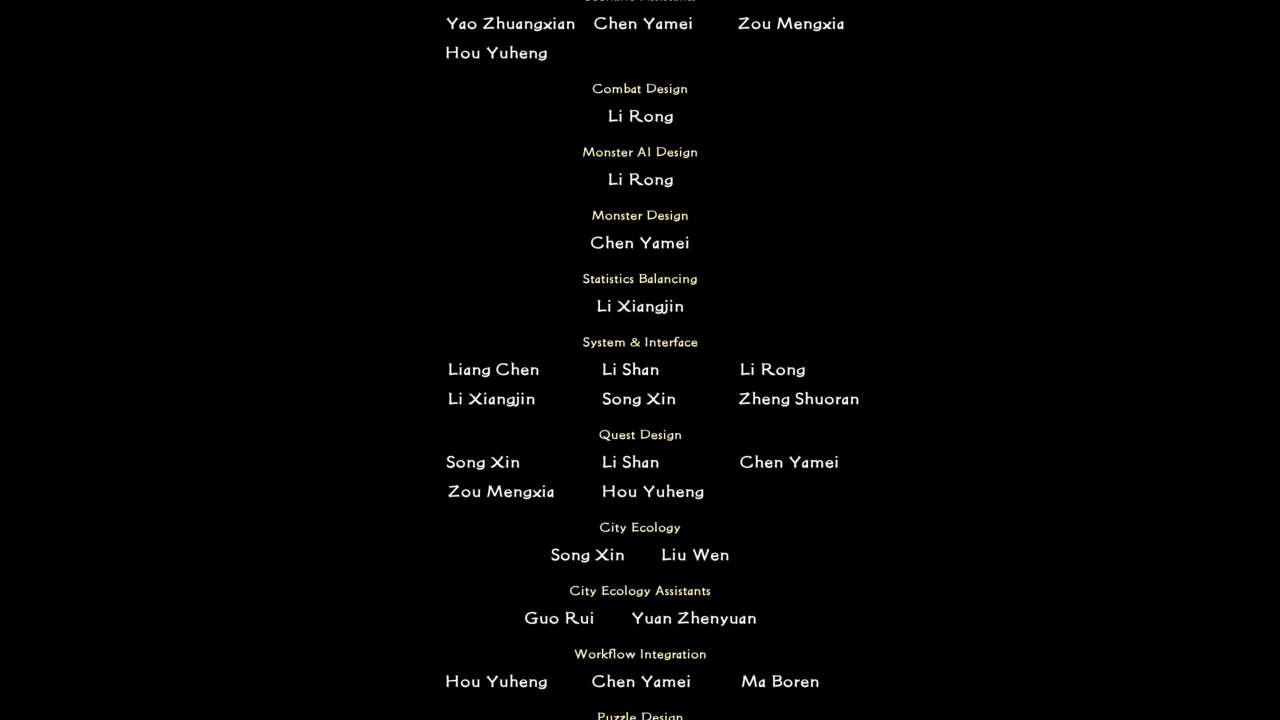 Yao Zhuangxian Chen Yamei Zou Mengxia
Hou Yuheng
Combat Design
Li Rong
Monster AI Design
Li Rong
Monster Design
Chen Yamei
Statistics Balancing
Li Xiangjin
System & Interface
Liang Chen Li Shan Li Rong
Li Xiangjin Song Xin Zheng Shuoran
Quest Design
Song Xin Li Shan Chen Yamei
Zou Mengxia Hou Yuheng
City Ecology
Song Xin Liu Wen
City Ecology Assistants
Guo Rui Yuan Zhenyuan
Workflow Integration
Hou Yuheng Chen Yamei Ma Boren
Puzzle Design